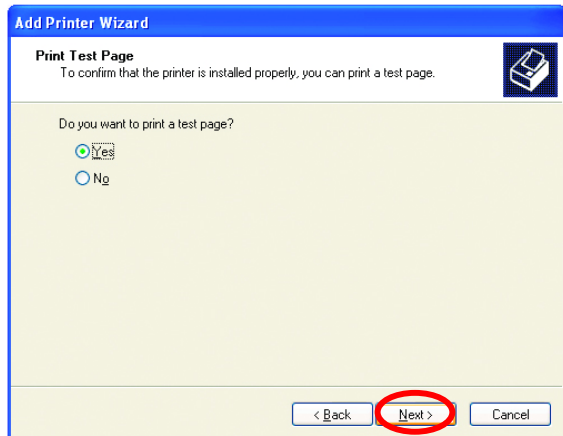 Add Printer Wizard
Print Test Page
To confirm that the printer is installed properly, you can print a test page.
Do you want to print a test page?
Yes
No
< Back
Next >
Cancel